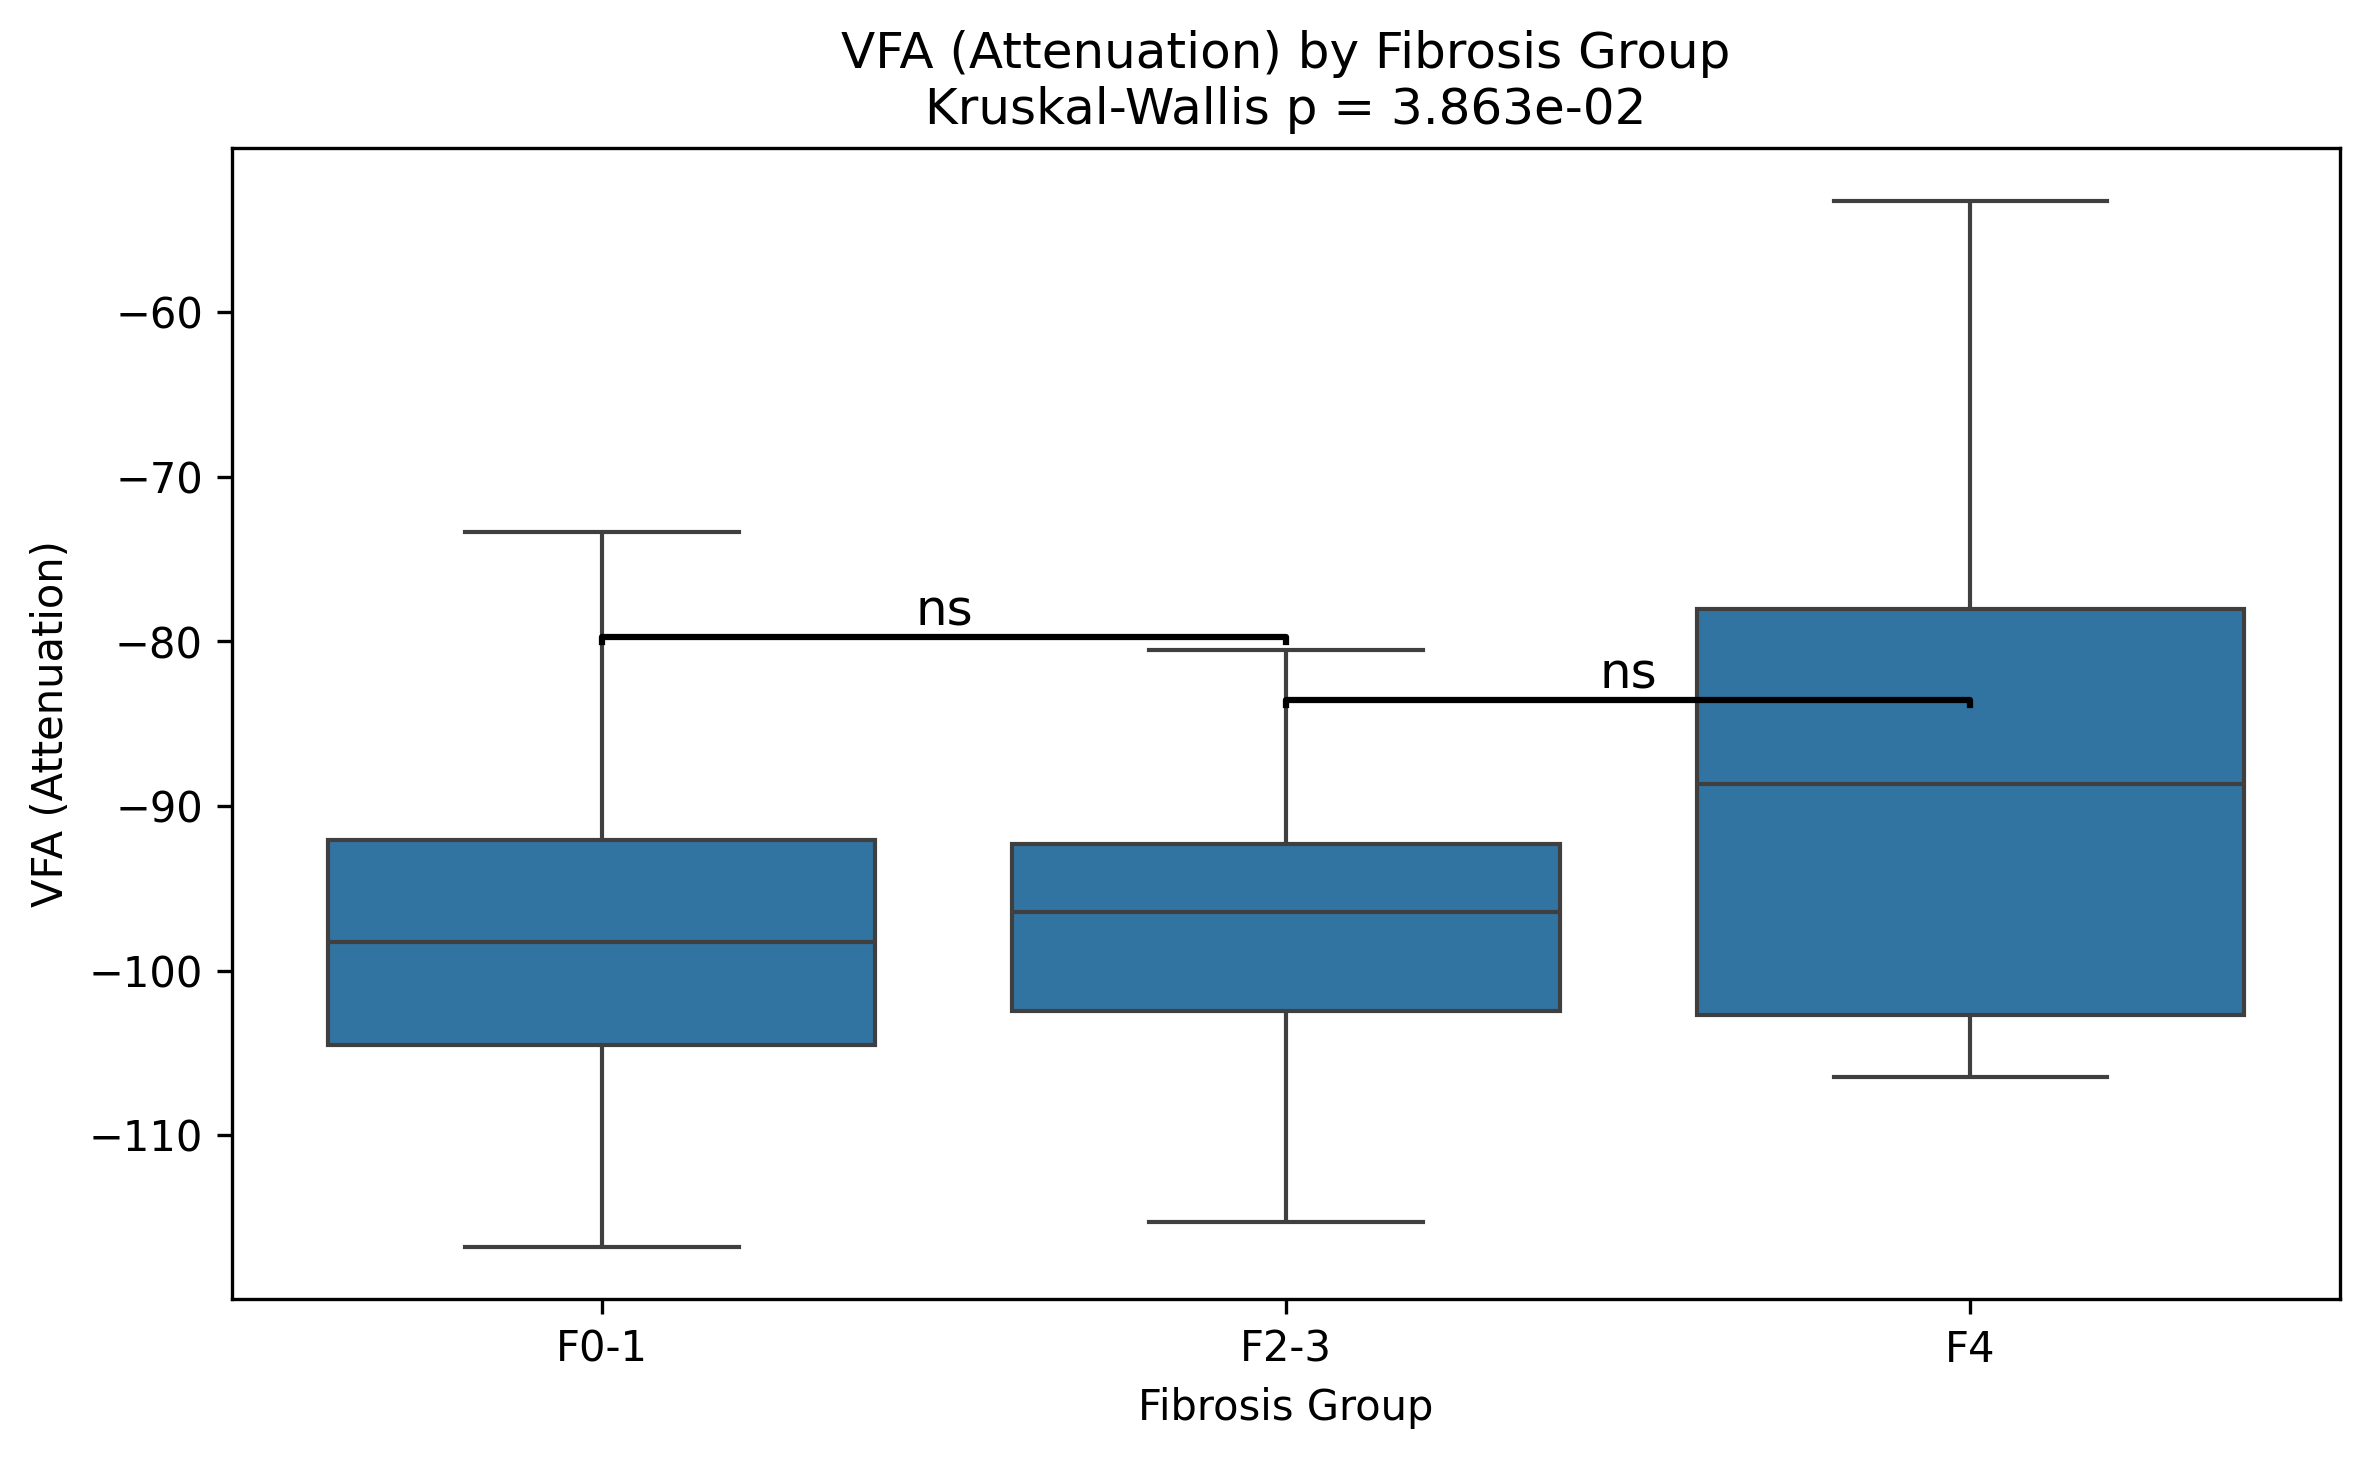 VFA (Attenuation) by Fibrosis Group
Kruskal-Wallis p = 3.863e-02
VFA (Attenuation)
−60
−70
−80
−90
−100
−110
ns
ns
F0-1
F2-3
F4
Fibrosis Group